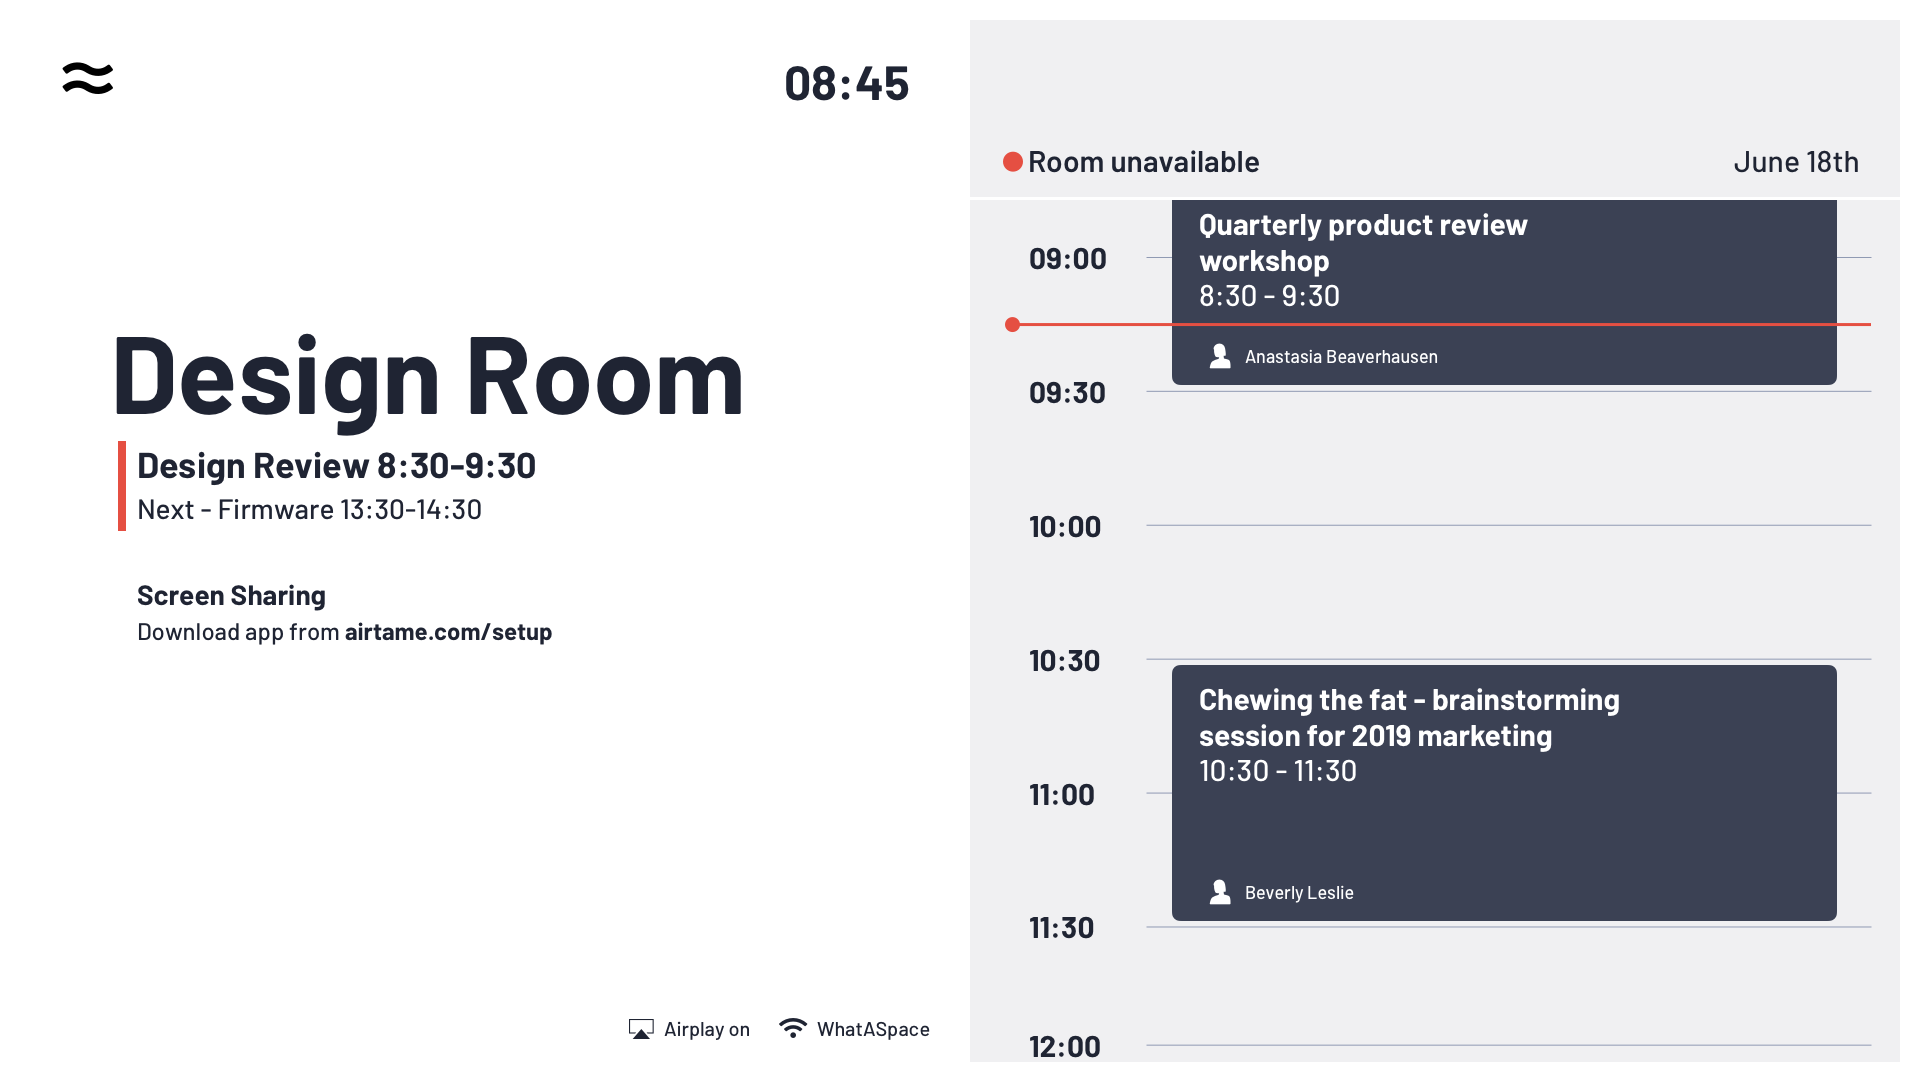 08:45
Design Room
Design Review 8:30-9:30
Next - Firmware 13:30-14:30
Screen Sharing
Download app from airtame.com/setup
Airplay on
WhatASpace
Room unavailable
June 18th
09:00
Quarterly product review
workshop
8:30 - 9:30
Anastasia Beaverhausen
09:30
10:00
10:30
Chewing the fat - brainstorming
session for 2019 marketing
10:30 - 11:30
11:00
Beverly Leslie
11:30
12:00